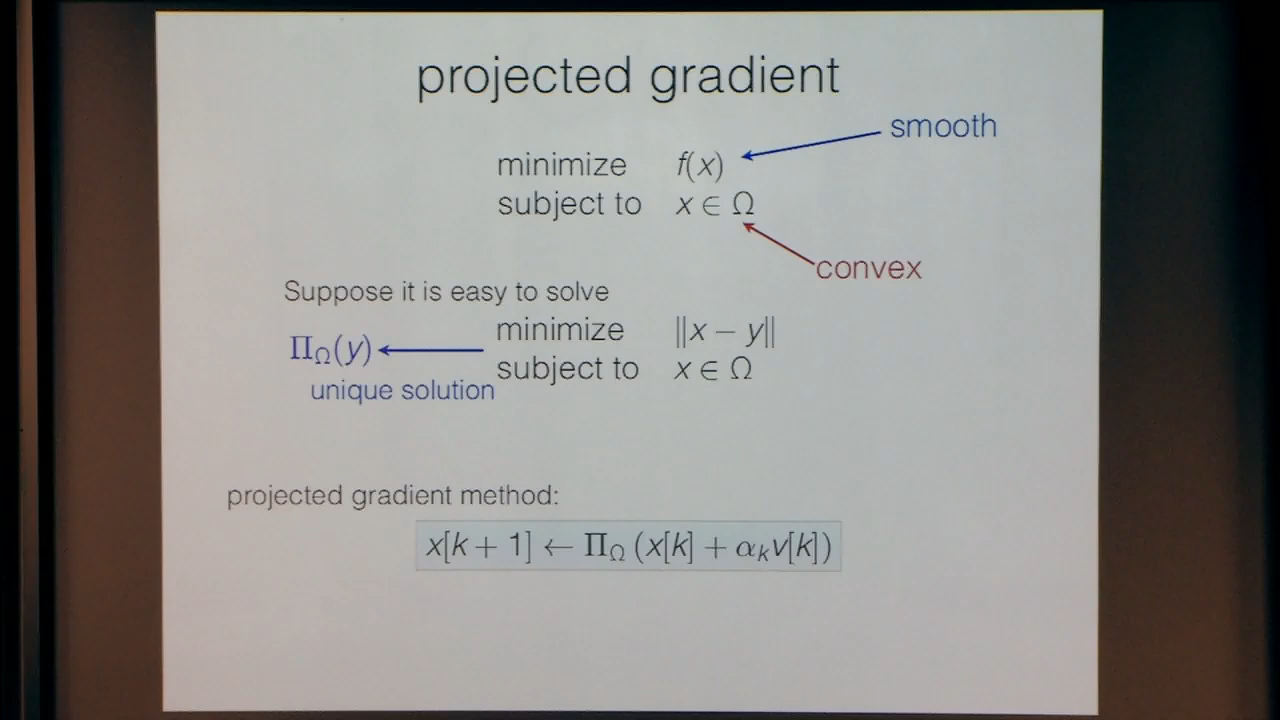 projected gradient
smooth
minimize f(x)
subject to x ∈ Ω
convex
Suppose it is easy to solve
minimize ‖x − y‖
Π_Ω(y)
subject to x ∈ Ω
unique solution
projected gradient method:
x[k + 1] ← Π_Ω (x[k] + α_k v[k])